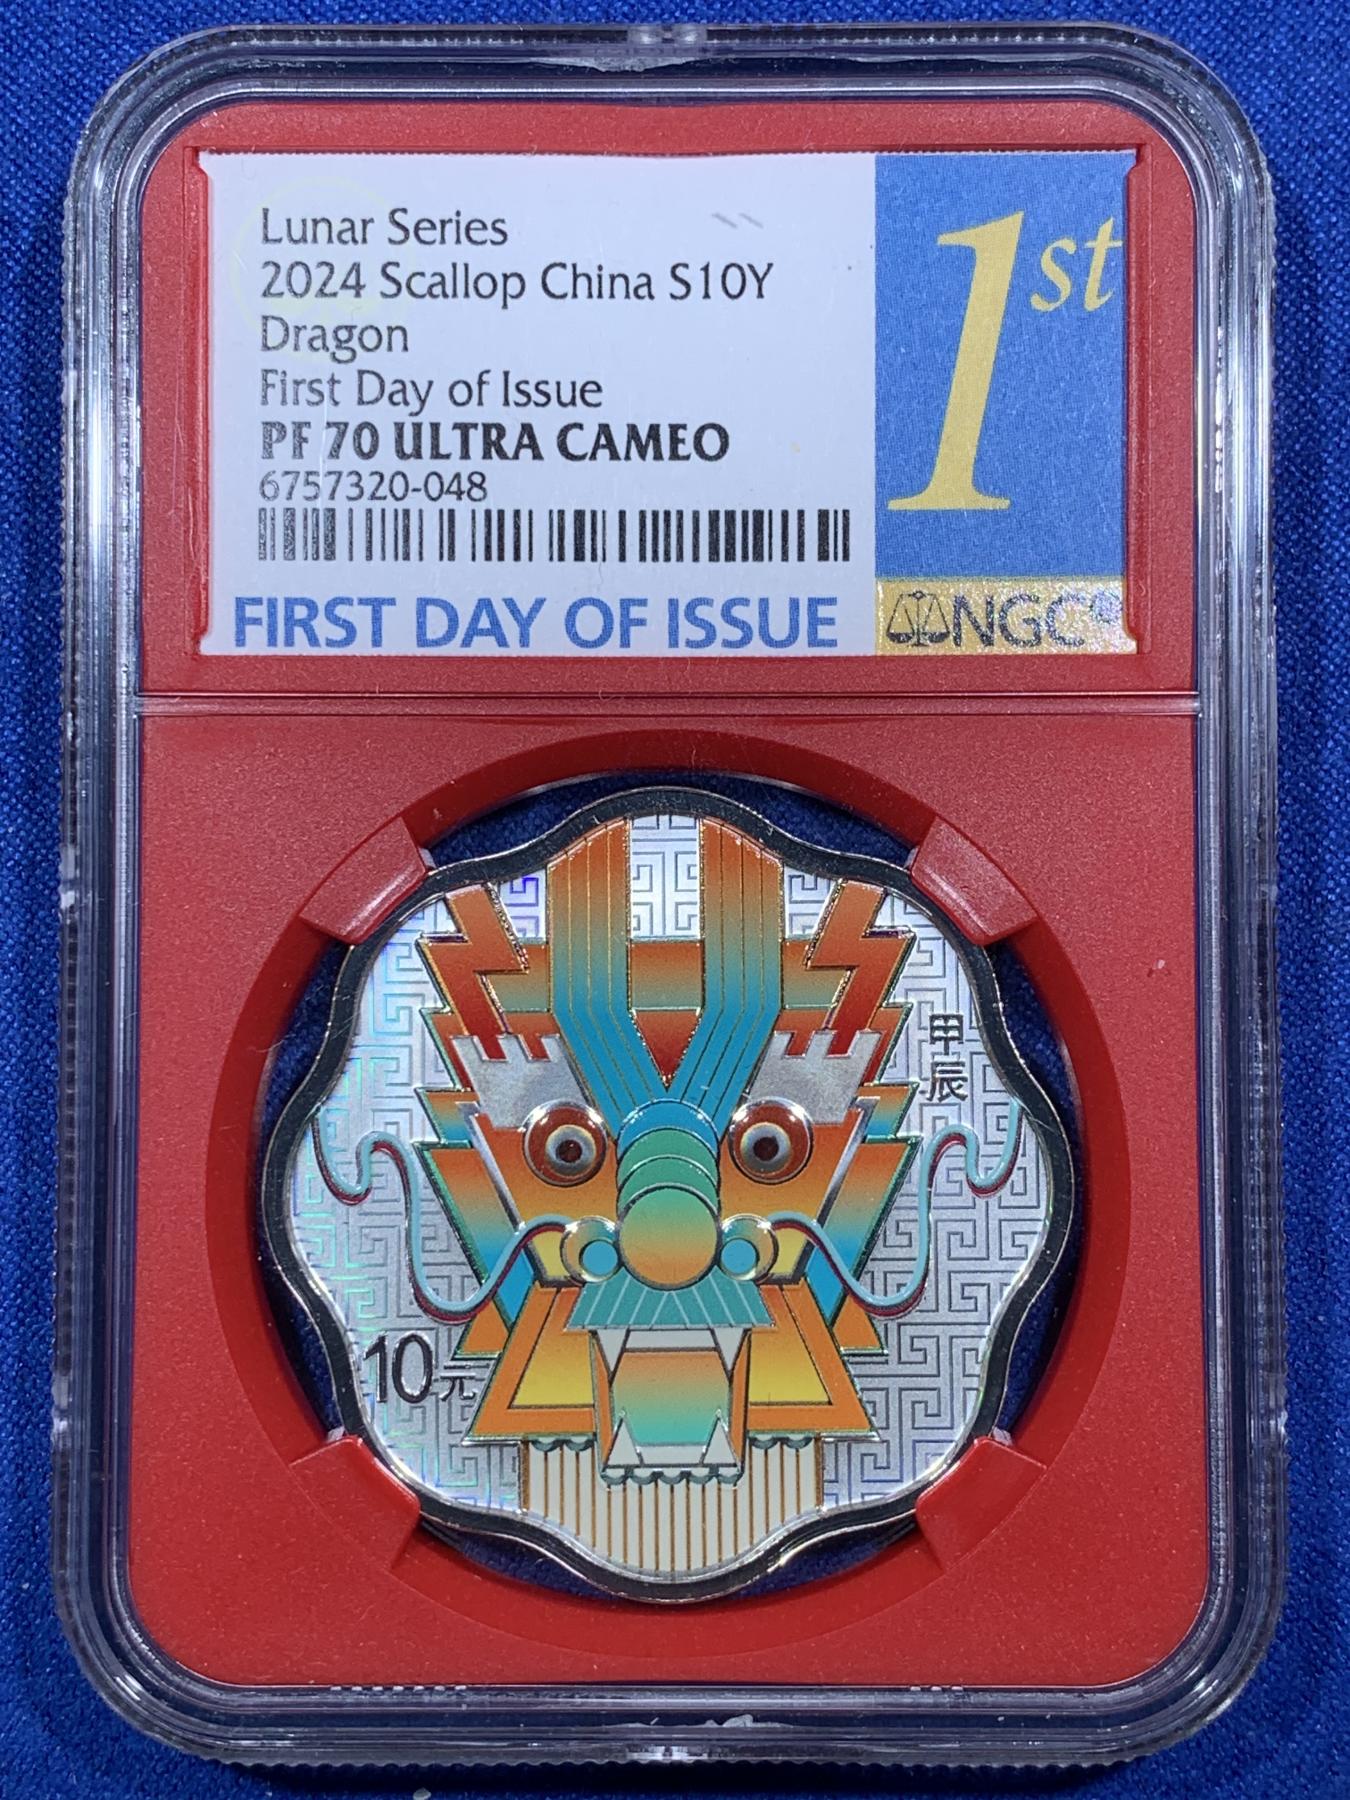 Lunar Series
2024 Scallop China S10Y
Dragon
First Day of Issue
PF 70 ULTRA CAMEO
6757320-048
FIRST DAY OF ISSUE
1st
NGC
甲辰
10元